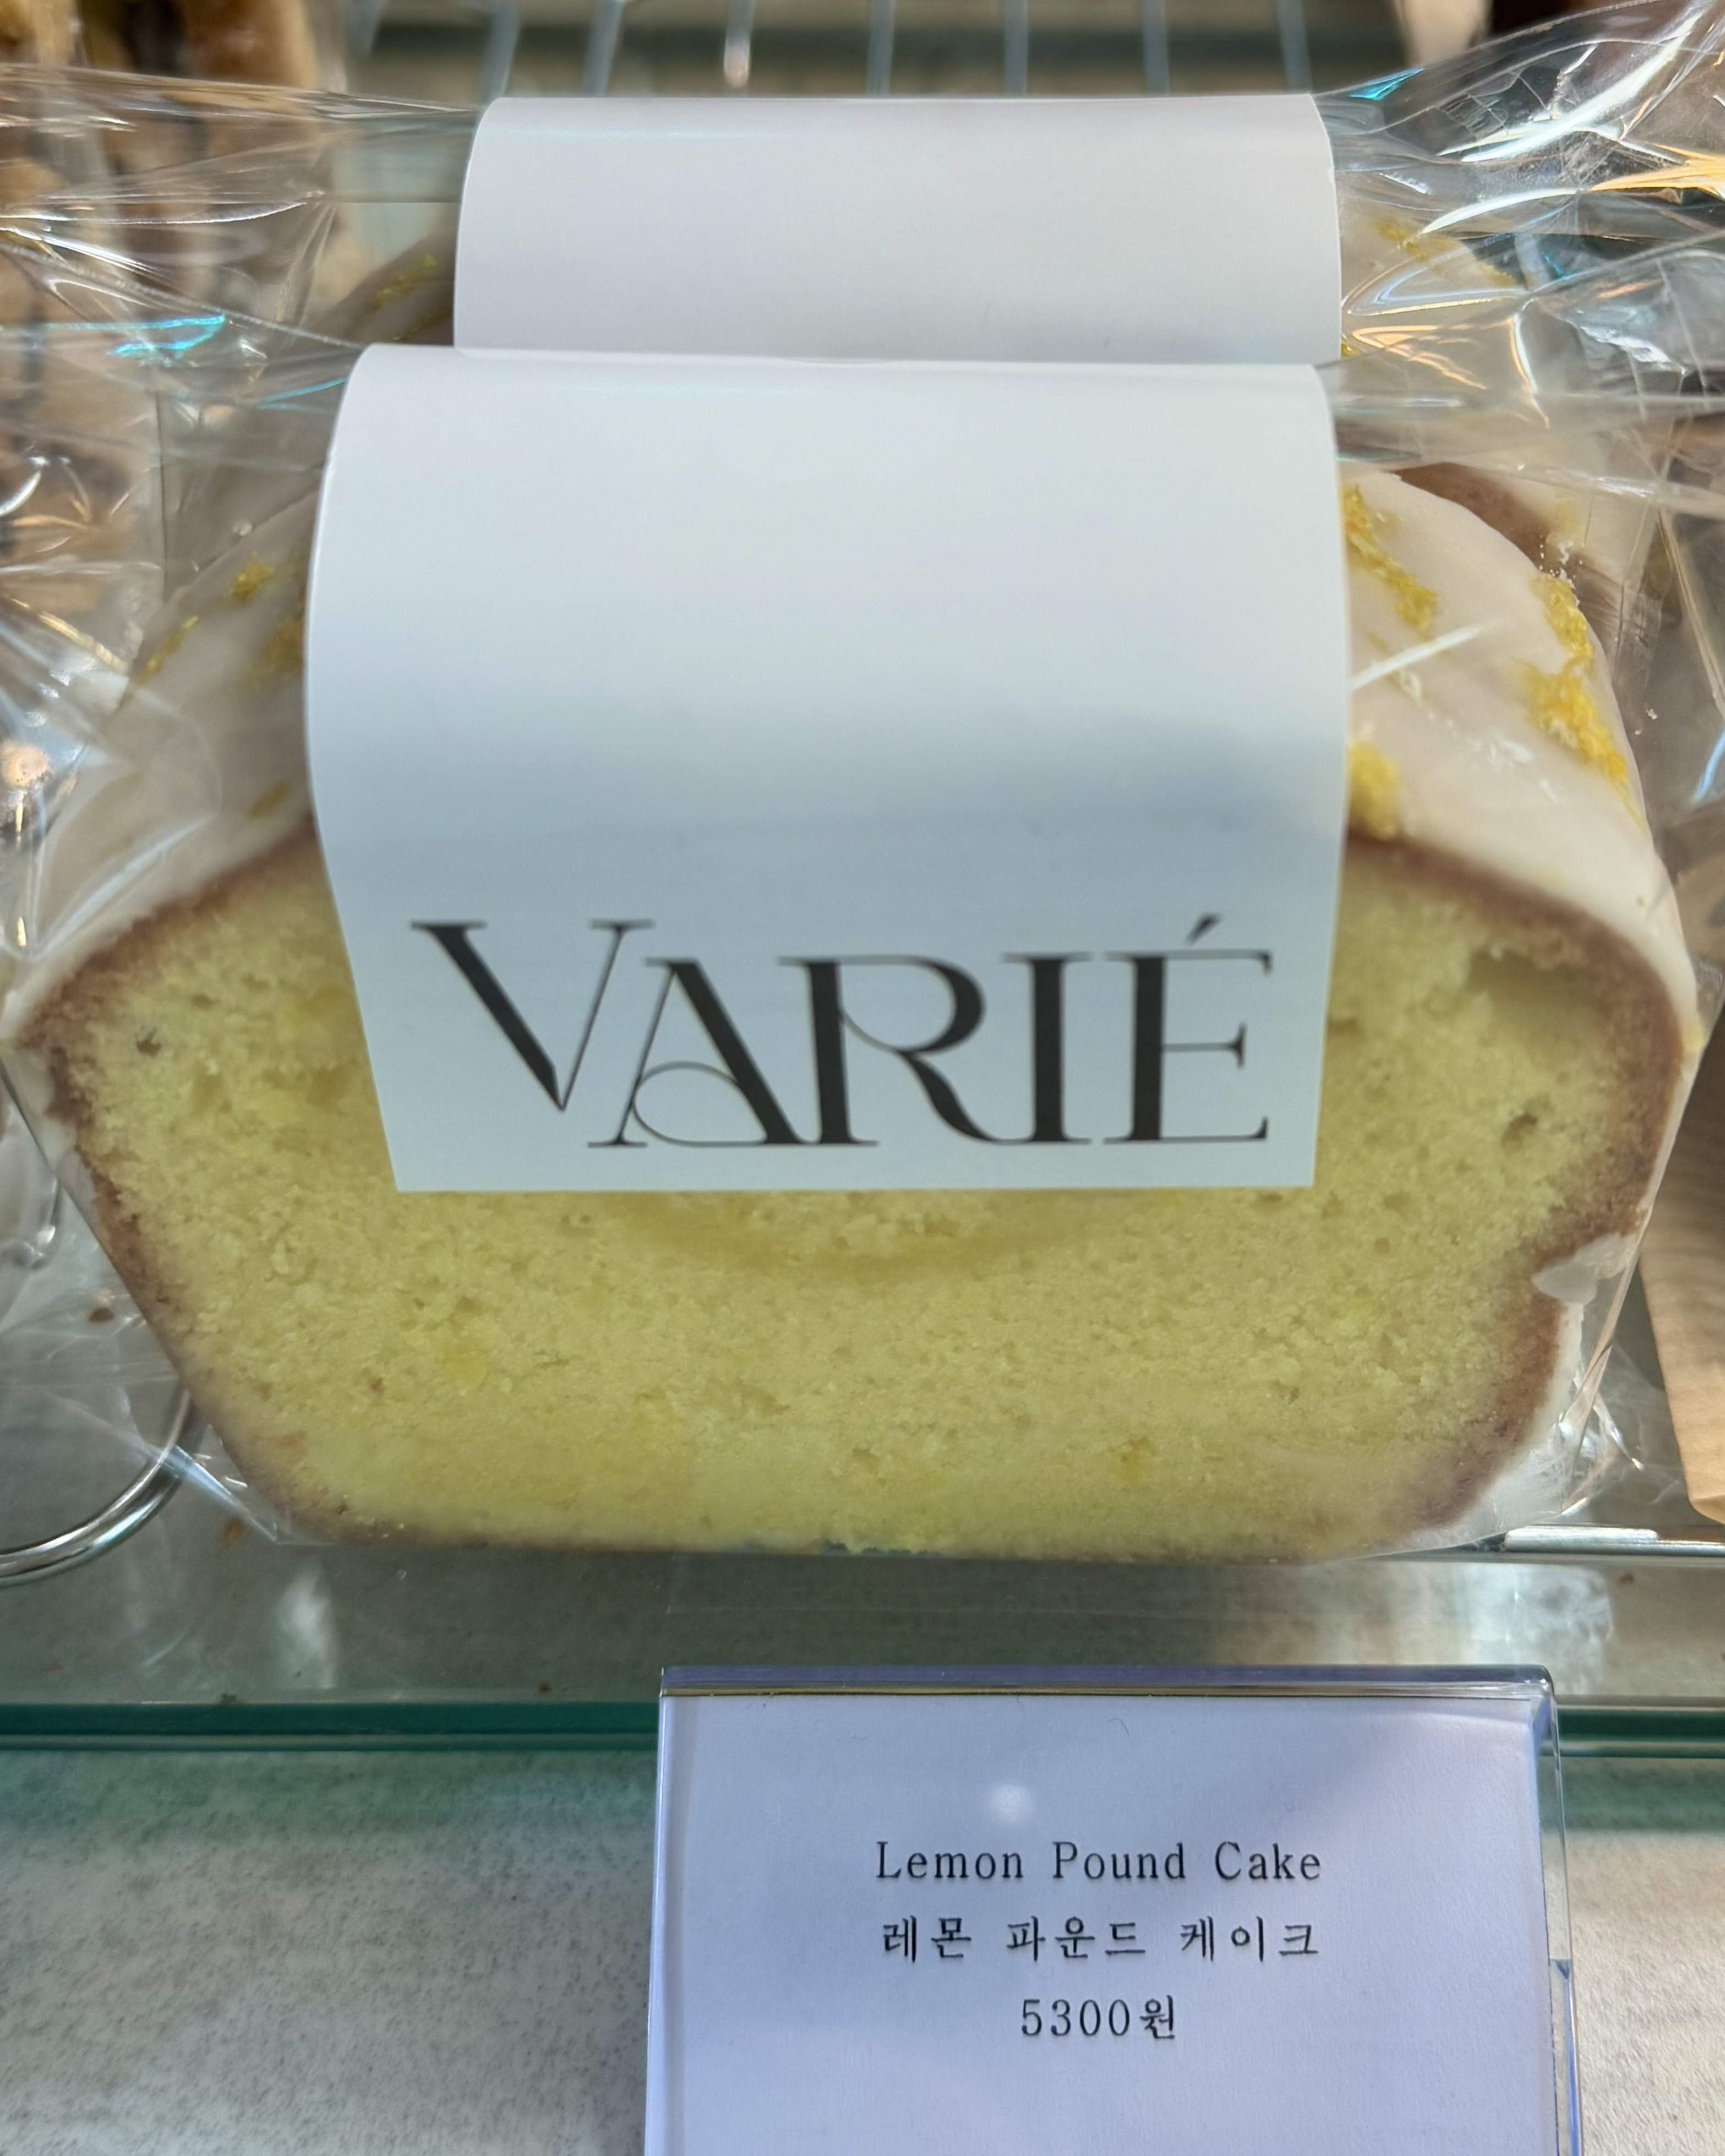 VARIÉ
Lemon Pound Cake
레몬 파운드 케이크
5300원